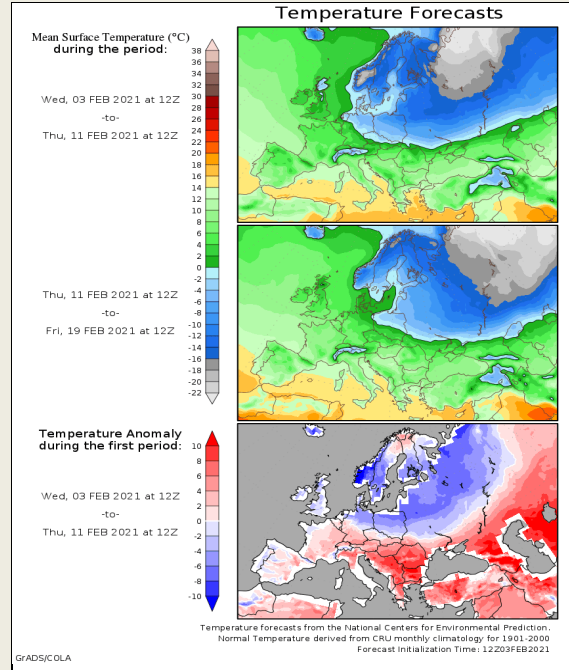 Temperature Forecasts
Mean Surface Temperature (°C)
during the period:
Wed, 03 FEB 2021 at 12Z
-to-
Thu, 11 FEB 2021 at 12Z
38
36
34
32
30
28
26
24
22
20
18
16
14
12
10
8
6
4
2
0
-2
-4
-6
-8
-10
-12
-14
-16
-18
-20
-22
Thu, 11 FEB 2021 at 12Z
-to-
Fri, 19 FEB 2021 at 12Z
Temperature Anomaly
during the first period:
Wed, 03 FEB 2021 at 12Z
-to-
Thu, 11 FEB 2021 at 12Z
10
8
6
4
2
0
-2
-4
-6
-8
-10
Temperature forecasts from the National Centers for Environmental Prediction.
Normal Temperature derived from CRU monthly climatology for 1901-2000
Forecast Initialization Time: 12Z03FEB2021
GrADS/COLA